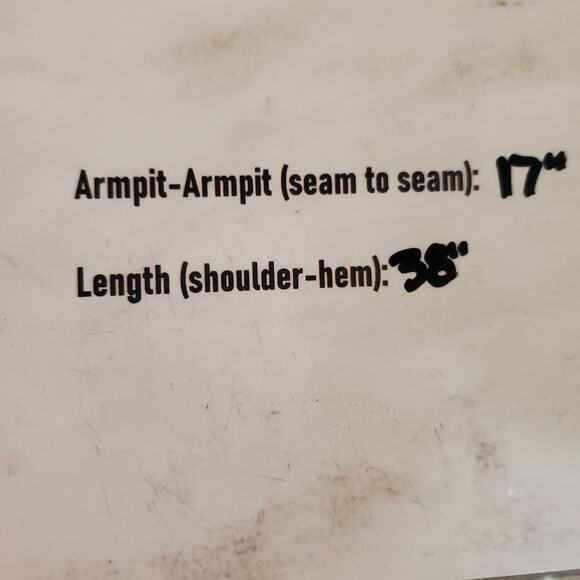 Armpit-Armpit (seam to seam): 17"
Length (shoulder-hem): 38"